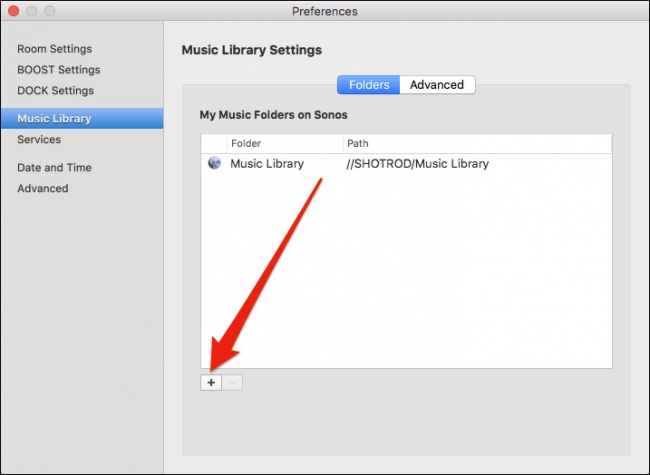 Preferences
Room Settings
BOOST Settings
DOCK Settings
Music Library
Services
Date and Time
Advanced
Music Library Settings
Folders Advanced
My Music Folders on Sonos
Folder Path
Music Library //SHOTROD/Music Library
+ −